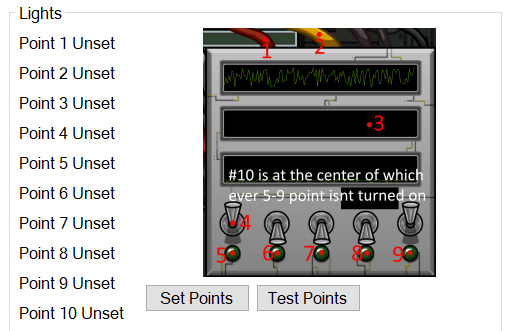 Lights
Point 1 Unset
Point 2 Unset
Point 3 Unset
Point 4 Unset
Point 5 Unset
Point 6 Unset
Point 7 Unset
Point 8 Unset
Point 9 Unset
Point 10 Unset
1
2
3
#10 is at the center of which
ever 5-9 point isnt turned on
4
5 6 7 8 9
Set Points Test Points